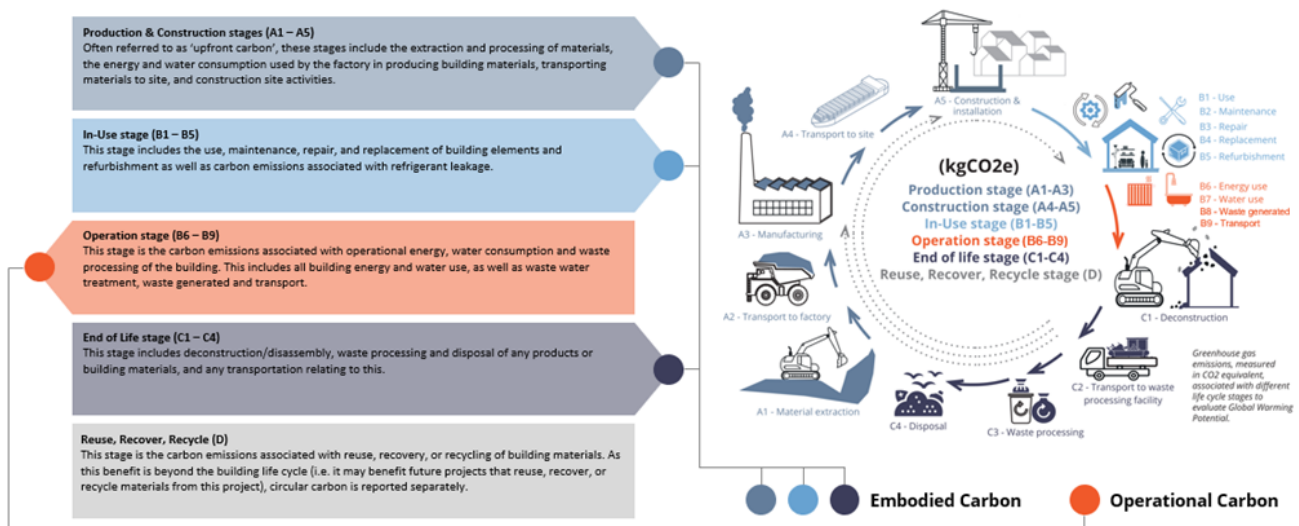 Production & Construction stages (A1 – A5)
Often referred to as 'upfront carbon', these stages include the extraction and processing of materials,
the energy and water consumption used by the factory in producing building materials, transporting
materials to site, and construction site activities.
In-Use stage (B1 – B5)
This stage includes the use, maintenance, repair, and replacement of building elements and
refurbishment as well as carbon emissions associated with refrigerant leakage.
Operation stage (B6 – B9)
This stage is the carbon emissions associated with operational energy, water consumption and waste
processing of the building. This includes all building energy and water use, as well as waste water
treatment, waste generated and transport.
End of Life stage (C1 – C4)
This stage includes deconstruction/disassembly, waste processing and disposal of any products or
building materials, and any transportation relating to this.
Reuse, Recover, Recycle (D)
This stage is the carbon emissions associated with reuse, recovery, or recycling of building materials. As
this benefit is beyond the building life cycle (i.e. it may benefit future projects that reuse, recover, or
recycle materials from this project), circular carbon is reported separately.
A5 - Construction &
installation
A4 - Transport to site
A3 - Manufacturing
A2 - Transport to factory
A1 - Material extraction
B1 - Use
B2 - Maintenance
B3 - Repair
B4 - Replacement
B5 - Refurbishment
B6 - Energy use
B7 - Water use
B8 - Waste generated
B9 - Transport
(kgCO2e)
Production stage (A1-A3)
Construction stage (A4-A5)
In-Use stage (B1-B5)
Operation stage (B6-B9)
End of life stage (C1-C4)
Reuse, Recover, Recycle stage (D)
C1 - Deconstruction
C2 - Transport to waste
processing facility
C3 - Waste processing
C4 - Disposal
Greenhouse gas
emissions, measured
in CO2 equivalent,
associated with different
life cycle stages to
evaluate Global Warming
Potential.
Embodied Carbon
Operational Carbon